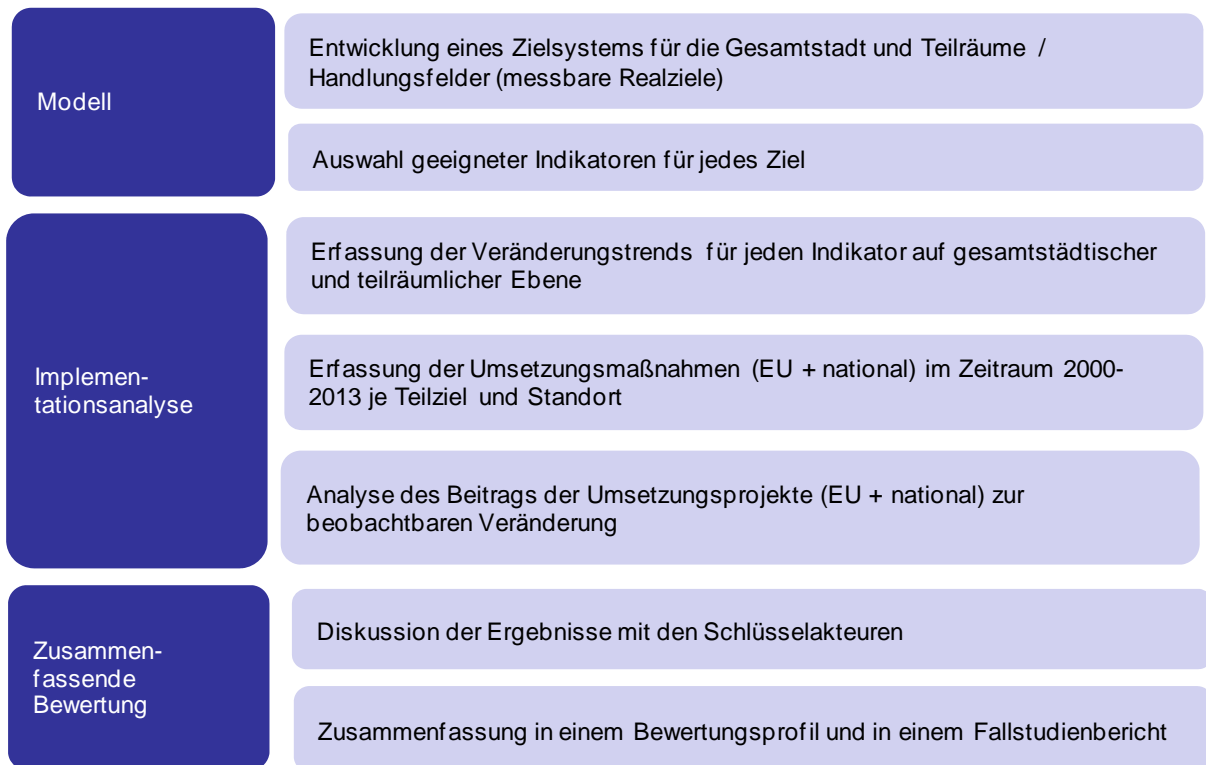 Modell
Entwicklung eines Zielsystems für die Gesamtstadt und Teilräume /
Handlungsfelder (messbare Realziele)
Auswahl geeigneter Indikatoren für jedes Ziel
Implemen-
tationsanalyse
Erfassung der Veränderungstrends für jeden Indikator auf gesamtstädtischer
und teilräumlicher Ebene
Erfassung der Umsetzungsmaßnahmen (EU + national) im Zeitraum 2000-
2013 je Teilziel und Standort
Analyse des Beitrags der Umsetzungsprojekte (EU + national) zur
beobachtbaren Veränderung
Zusammen-
fassende
Bewertung
Diskussion der Ergebnisse mit den Schlüsselakteuren
Zusammenfassung in einem Bewertungsprofil und in einem Fallstudienbericht